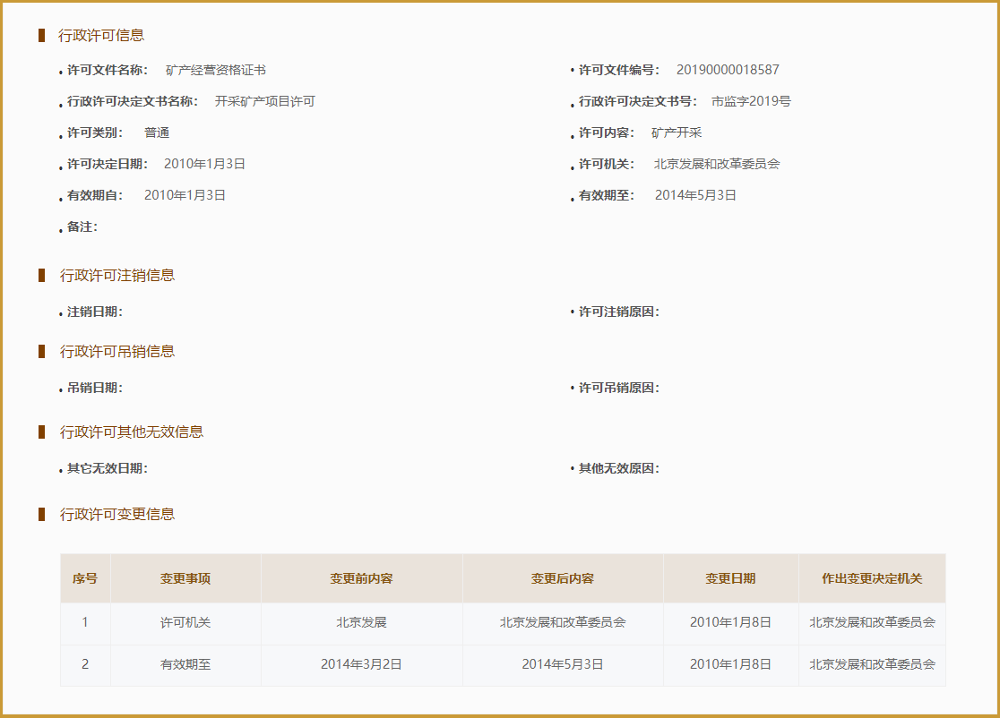 行政许可信息
许可文件名称： 矿产经营资格证书 许可文件编号： 20190000018587
行政许可决定文书名称： 开采矿产项目许可 行政许可决定文书号： 市监字2019号
许可类别： 普通 许可内容： 矿产开采
许可决定日期： 2010年1月3日 许可机关： 北京发展和改革委员会
有效期自： 2010年1月3日 有效期至： 2014年5月3日
备注：
行政许可注销信息
注销日期： 许可注销原因：
行政许可吊销信息
吊销日期： 许可吊销原因：
行政许可其他无效信息
其它无效日期： 其他无效原因：
行政许可变更信息
序号 变更事项 变更前内容 变更后内容 变更日期 作出变更决定机关
1 许可机关 北京发展 北京发展和改革委员会 2010年1月8日 北京发展和改革委员会
2 有效期至 2014年3月2日 2014年5月3日 2010年1月8日 北京发展和改革委员会